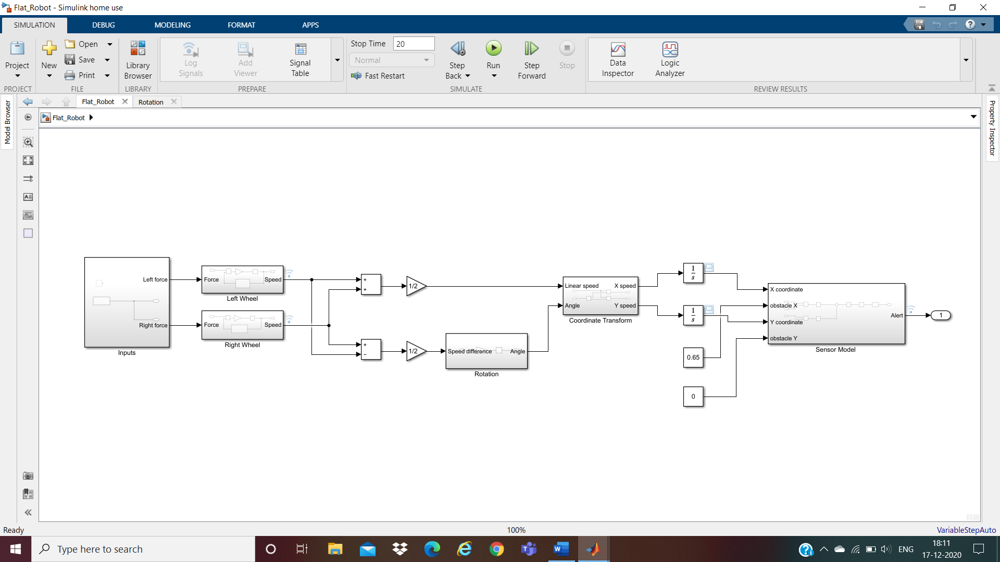 Flat_Robot - Simulink home use
SIMULATION DEBUG MODELING FORMAT APPS
Project
New
Open
Save
Print
Library Browser
Log Signals
Add Viewer
Signal Table
Stop Time 20
Normal
Fast Restart
Step Back
Run
Step Forward
Stop
Data Inspector
Logic Analyzer
PROJECT FILE LIBRARY PREPARE SIMULATE REVIEW RESULTS
Model Browser
Property Inspector
Flat_Robot Rotation
Flat_Robot
Left force
Right force
Inputs
Force Speed
Left Wheel
Force Speed
Right Wheel
+
+
1/2
+
−
1/2
Speed difference Angle
Rotation
Linear speed X speed
Angle Y speed
Coordinate Transform
1
s
1
s
0.65
0
X coordinate
obstacle X
Y coordinate
obstacle Y
Alert
Sensor Model
1
Ready 100% VariableStepAuto
Type here to search
ENG
18:11
17-12-2020